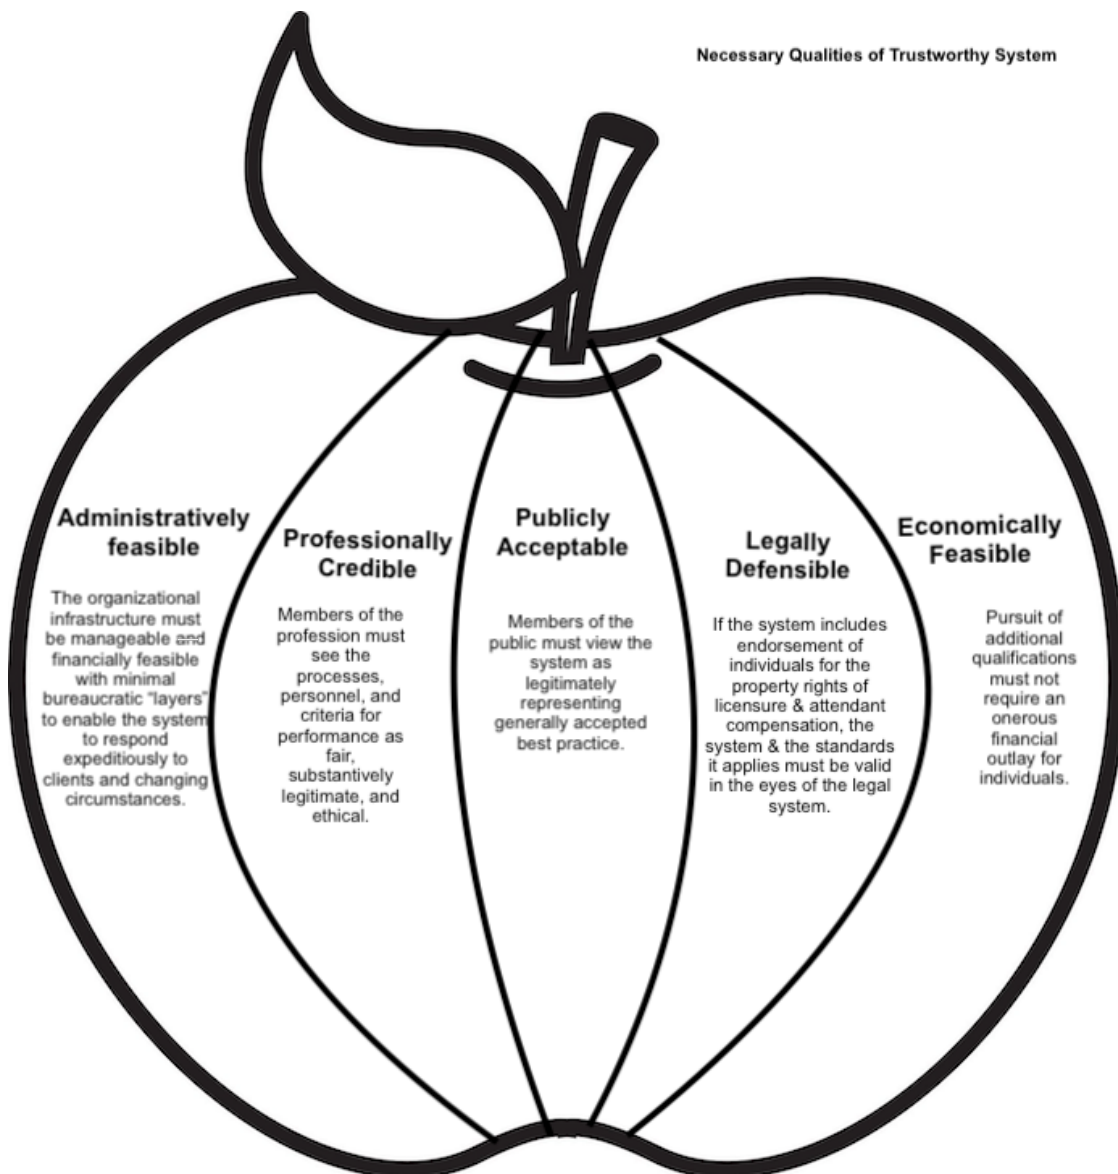 Necessary Qualities of Trustworthy System
Administratively
feasible
The organizational
infrastructure must
be manageable and
financially feasible
with minimal
bureaucratic “layers”
to enable the system
to respond
expeditiously to
clients and changing
circumstances.
Professionally
Credible
Members of the
profession must
see the
processes,
personnel, and
criteria for
performance as
fair,
substantively
legitimate, and
ethical.
Publicly
Acceptable
Members of the
public must view the
system as
legitimately
representing
generally accepted
best practice.
Legally
Defensible
If the system includes
endorsement of
individuals for the
property rights of
licensure & attendant
compensation, the
system & the standards
it applies must be valid
in the eyes of the legal
system.
Economically
Feasible
Pursuit of
additional
qualifications
must not
require an
onerous
financial
outlay for
individuals.